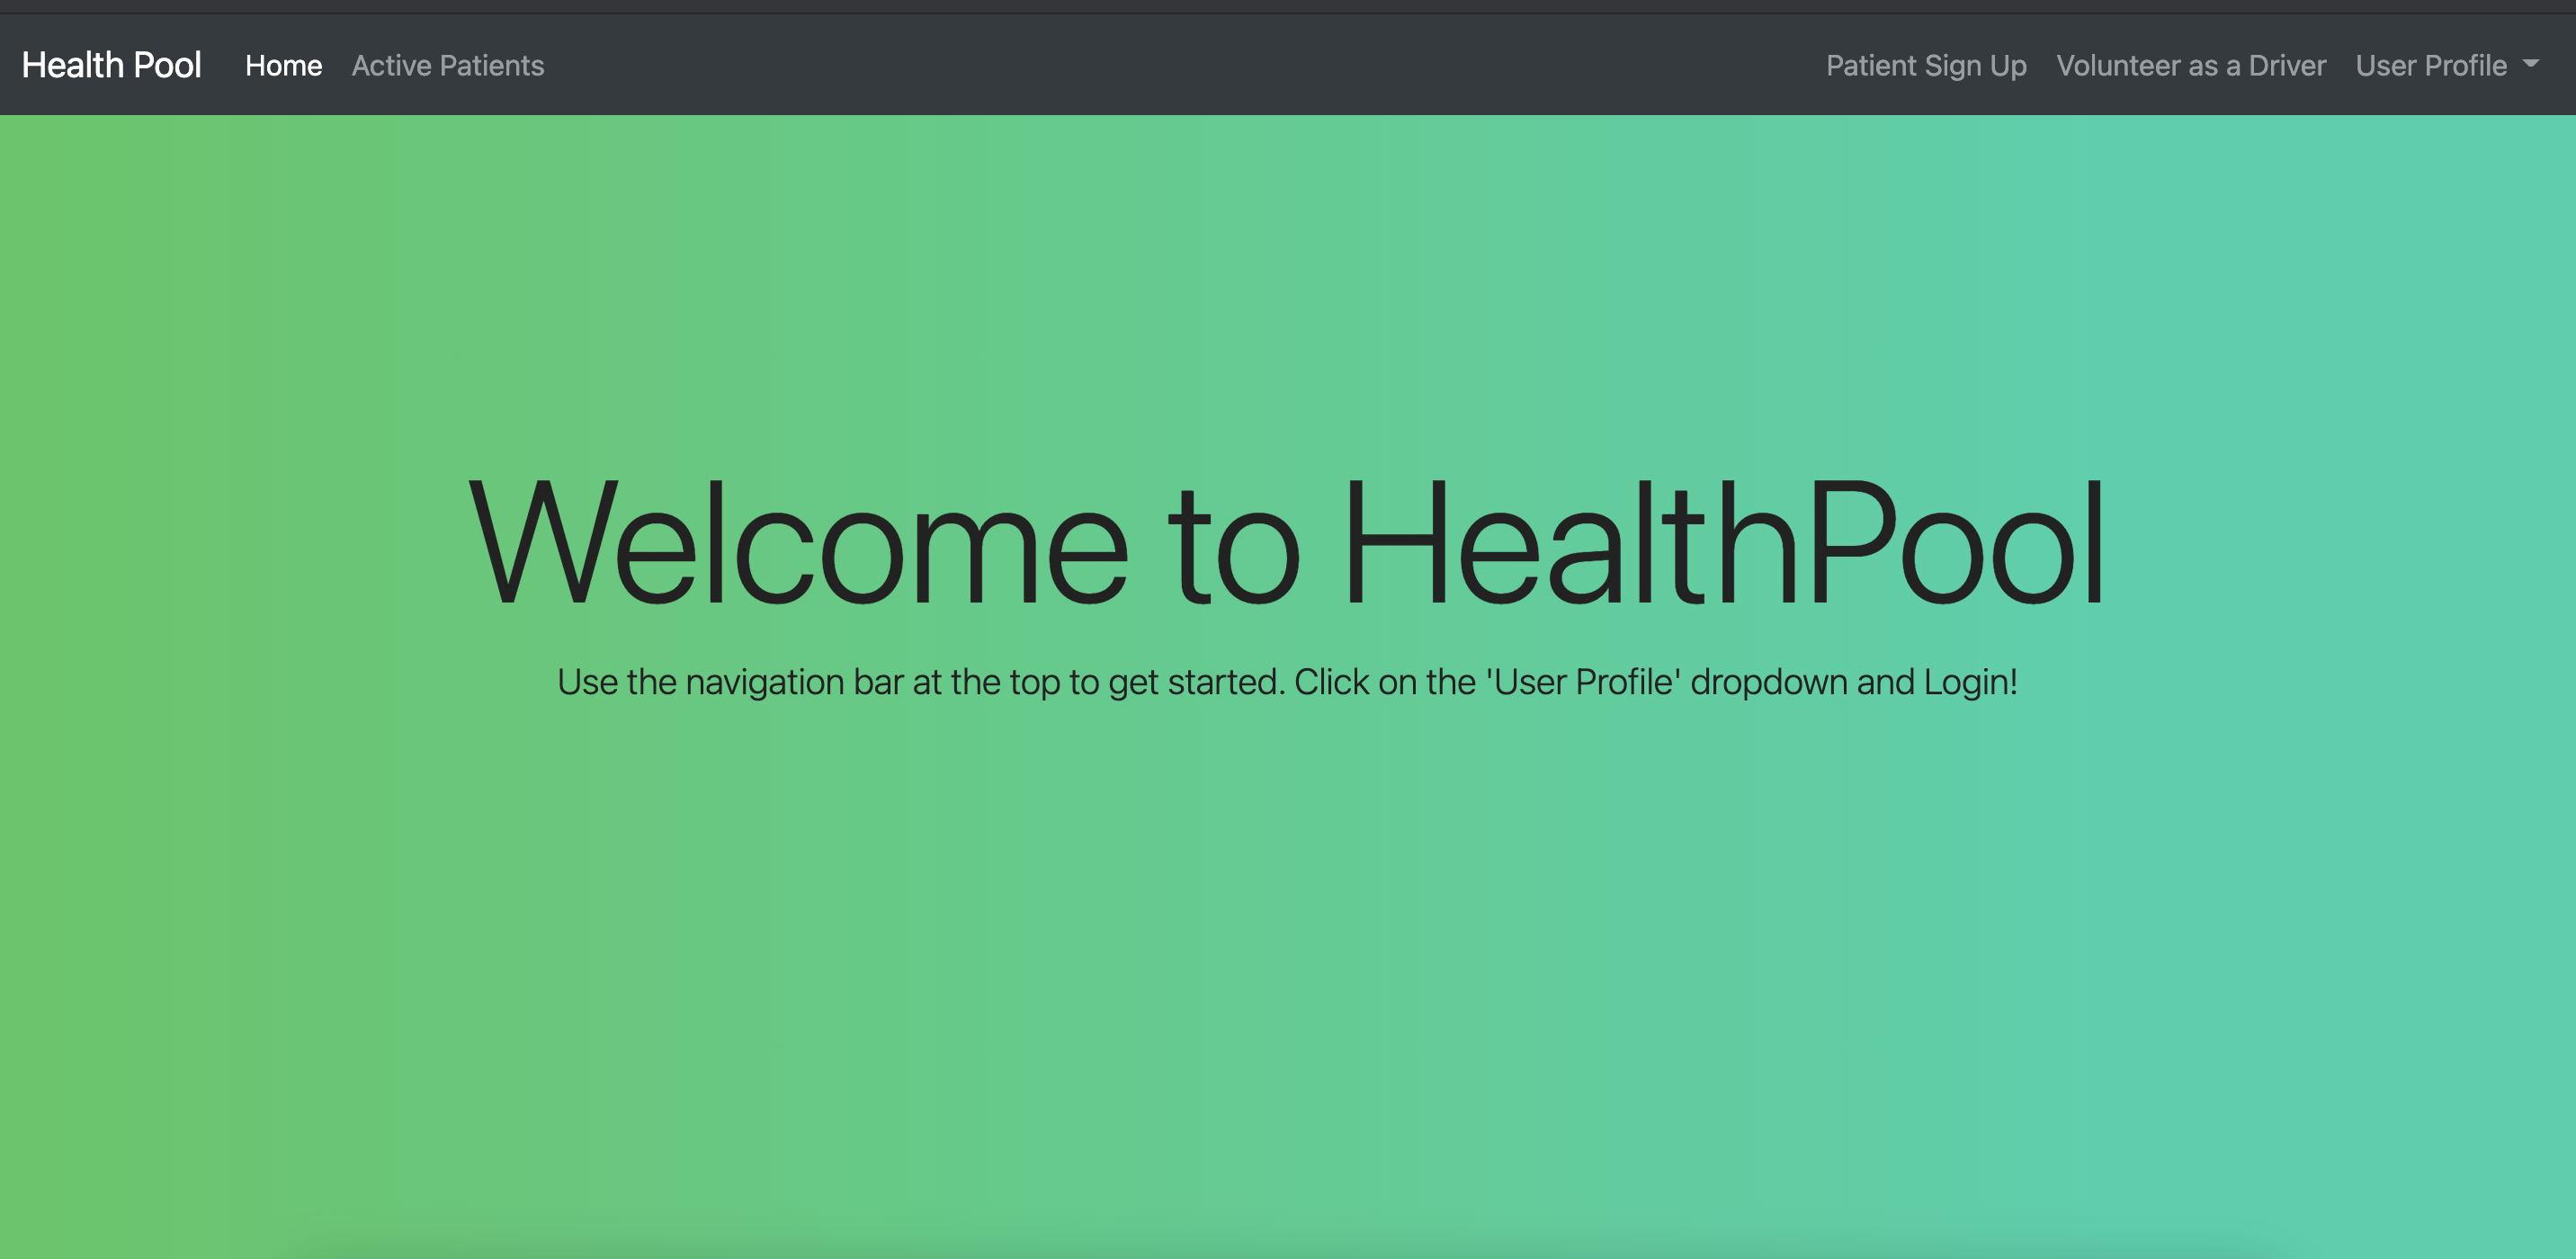 Health Pool Home Active Patients Patient Sign Up Volunteer as a Driver User Profile
Welcome to HealthPool
Use the navigation bar at the top to get started. Click on the 'User Profile' dropdown and Login!